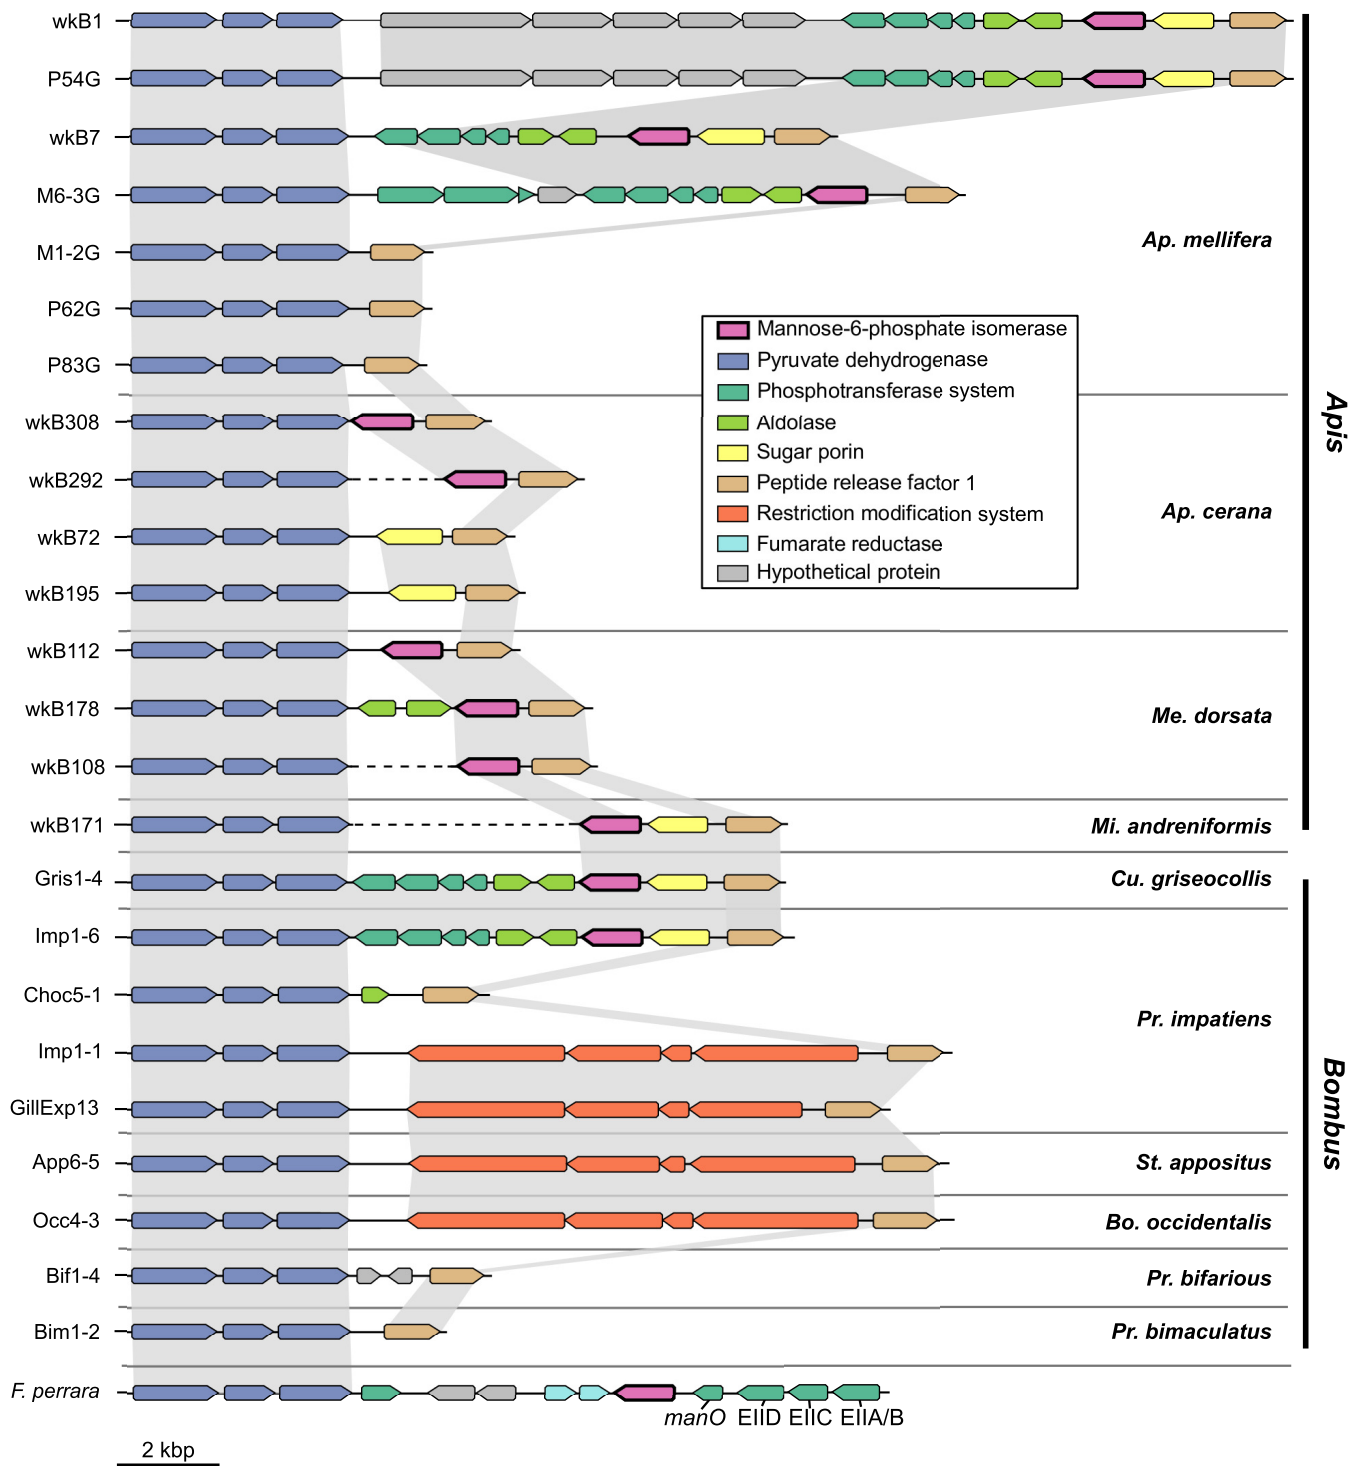 wkB1
P54G
wkB7
M6-3G
M1-2G
Ap. mellifera
P62G
Mannose-6-phosphate isomerase
Pyruvate dehydrogenase
Phosphotransferase system
Aldolase
Sugar porin
Peptide release factor 1
Restriction modification system
Fumarate reductase
Hypothetical protein
P83G
Apis
wkB308
wkB292
wkB72
Ap. cerana
wkB195
wkB112
wkB178
Me. dorsata
wkB108
wkB171
Mi. andreniformis
Gris1-4
Cu. griseocollis
Imp1-6
Choc5-1
Pr. impatiens
Imp1-1
Bombus
GillExp13
App6-5
St. appositus
Occ4-3
Bo. occidentalis
Bif1-4
Pr. bifarious
Bim1-2
Pr. bimaculatus
F. perrara
manO EIID EIIC EIIA/B
2 kbp